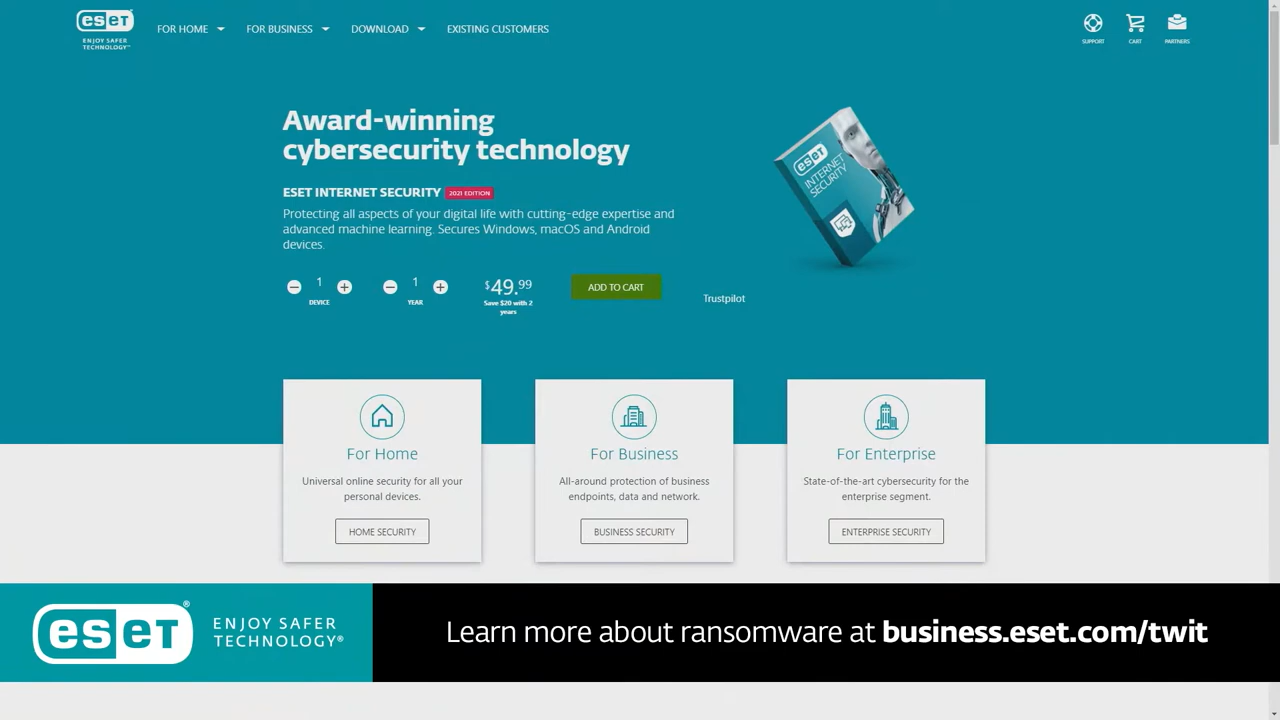 eset
ENJOY SAFER
TECHNOLOGY™
FOR HOME
FOR BUSINESS
DOWNLOAD
EXISTING CUSTOMERS
SUPPORT
CART
PARTNERS
Award-winning
cybersecurity technology
ESET INTERNET SECURITY 2021 EDITION
Protecting all aspects of your digital life with cutting-edge expertise and
advanced machine learning. Secures Windows, macOS and Android
devices.
1
DEVICE
1
YEAR
$49.99
Save $20 with 2
years
ADD TO CART
Trustpilot
eset
INTERNET
SECURITY
For Home
Universal online security for all your
personal devices.
HOME SECURITY
For Business
All-around protection of business
endpoints, data and network.
BUSINESS SECURITY
For Enterprise
State-of-the-art cybersecurity for the
enterprise segment.
ENTERPRISE SECURITY
eset®
ENJOY SAFER
TECHNOLOGY®
Learn more about ransomware at business.eset.com/twit